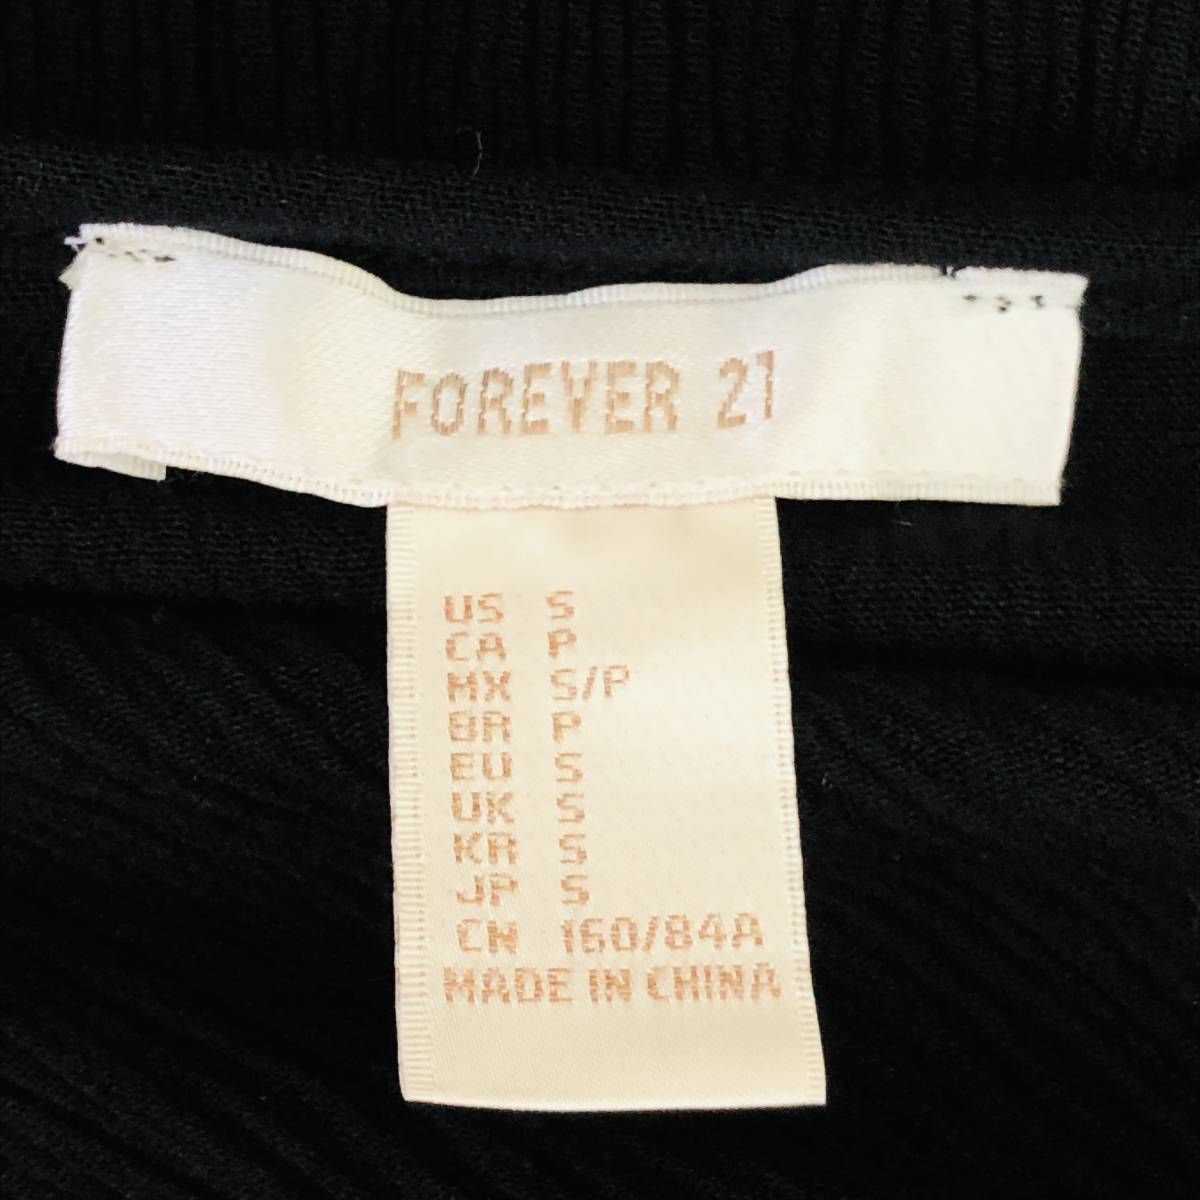 FOREVER 21
US S
CA P
MX S/P
BR P
EU S
UK S
KR S
JP S
CN 160/84A
MADE IN CHINA